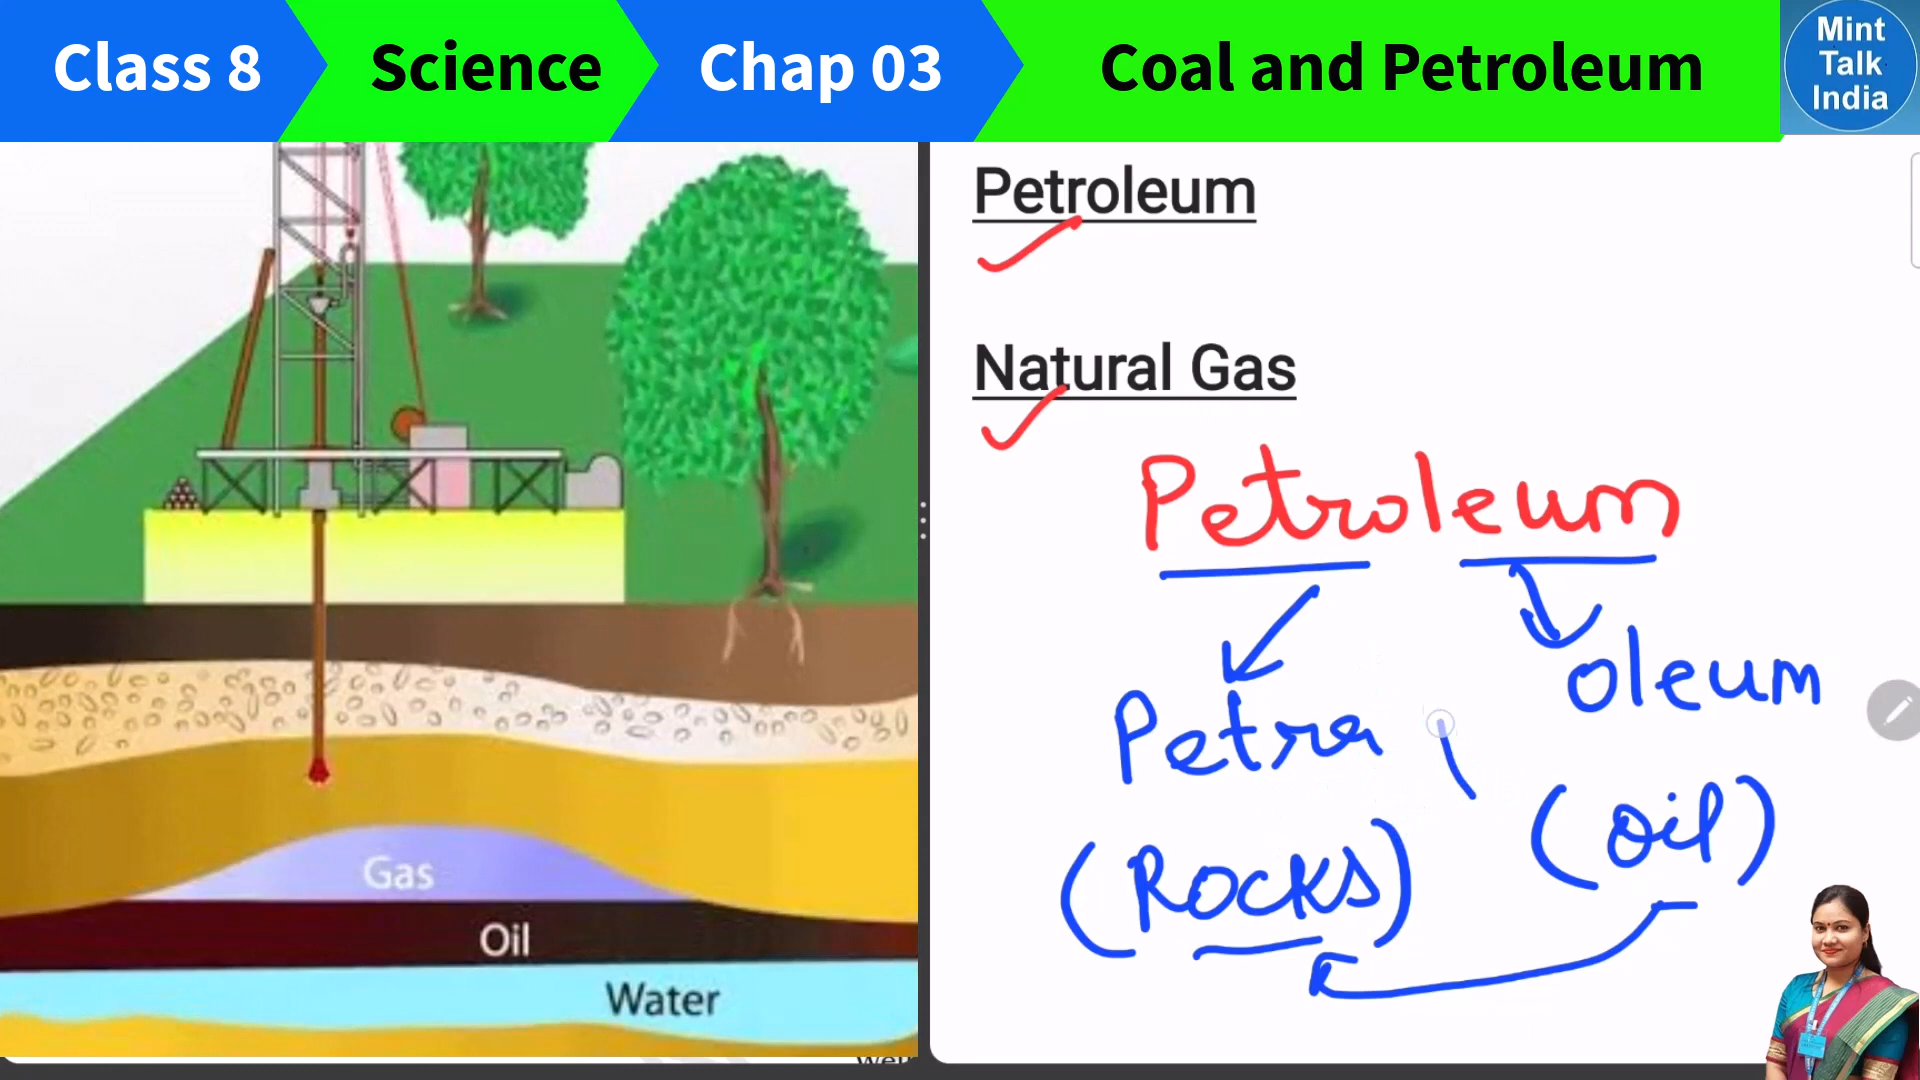 Class 8 Science Chap 03 Coal and Petroleum
Mint
Talk
India
Gas
Oil
Water
Petroleum
Natural Gas
Petroleum
Petra oleum
(Rocks) (oil)